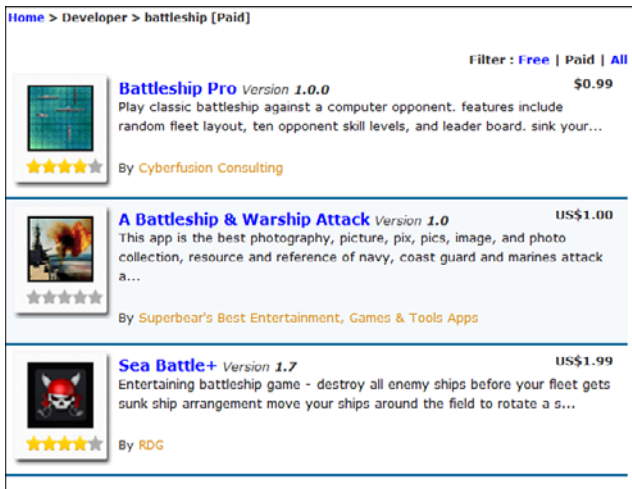 Home > Developer > battleship [Paid]
Filter : Free | Paid | All
Battleship Pro Version 1.0.0
$0.99
Play classic battleship against a computer opponent. features include
random fleet layout, ten opponent skill levels, and leader board. sink your...
By Cyberfusion Consulting
A Battleship & Warship Attack Version 1.0
US$1.00
This app is the best photography, picture, pix, pics, image, and photo
collection, resource and reference of navy, coast guard and marines attack
a...
By Superbear's Best Entertainment, Games & Tools Apps
Sea Battle+ Version 1.7
US$1.99
Entertaining battleship game - destroy all enemy ships before your fleet gets
sunk ship arrangement move your ships around the field to rotate a s...
By RDG